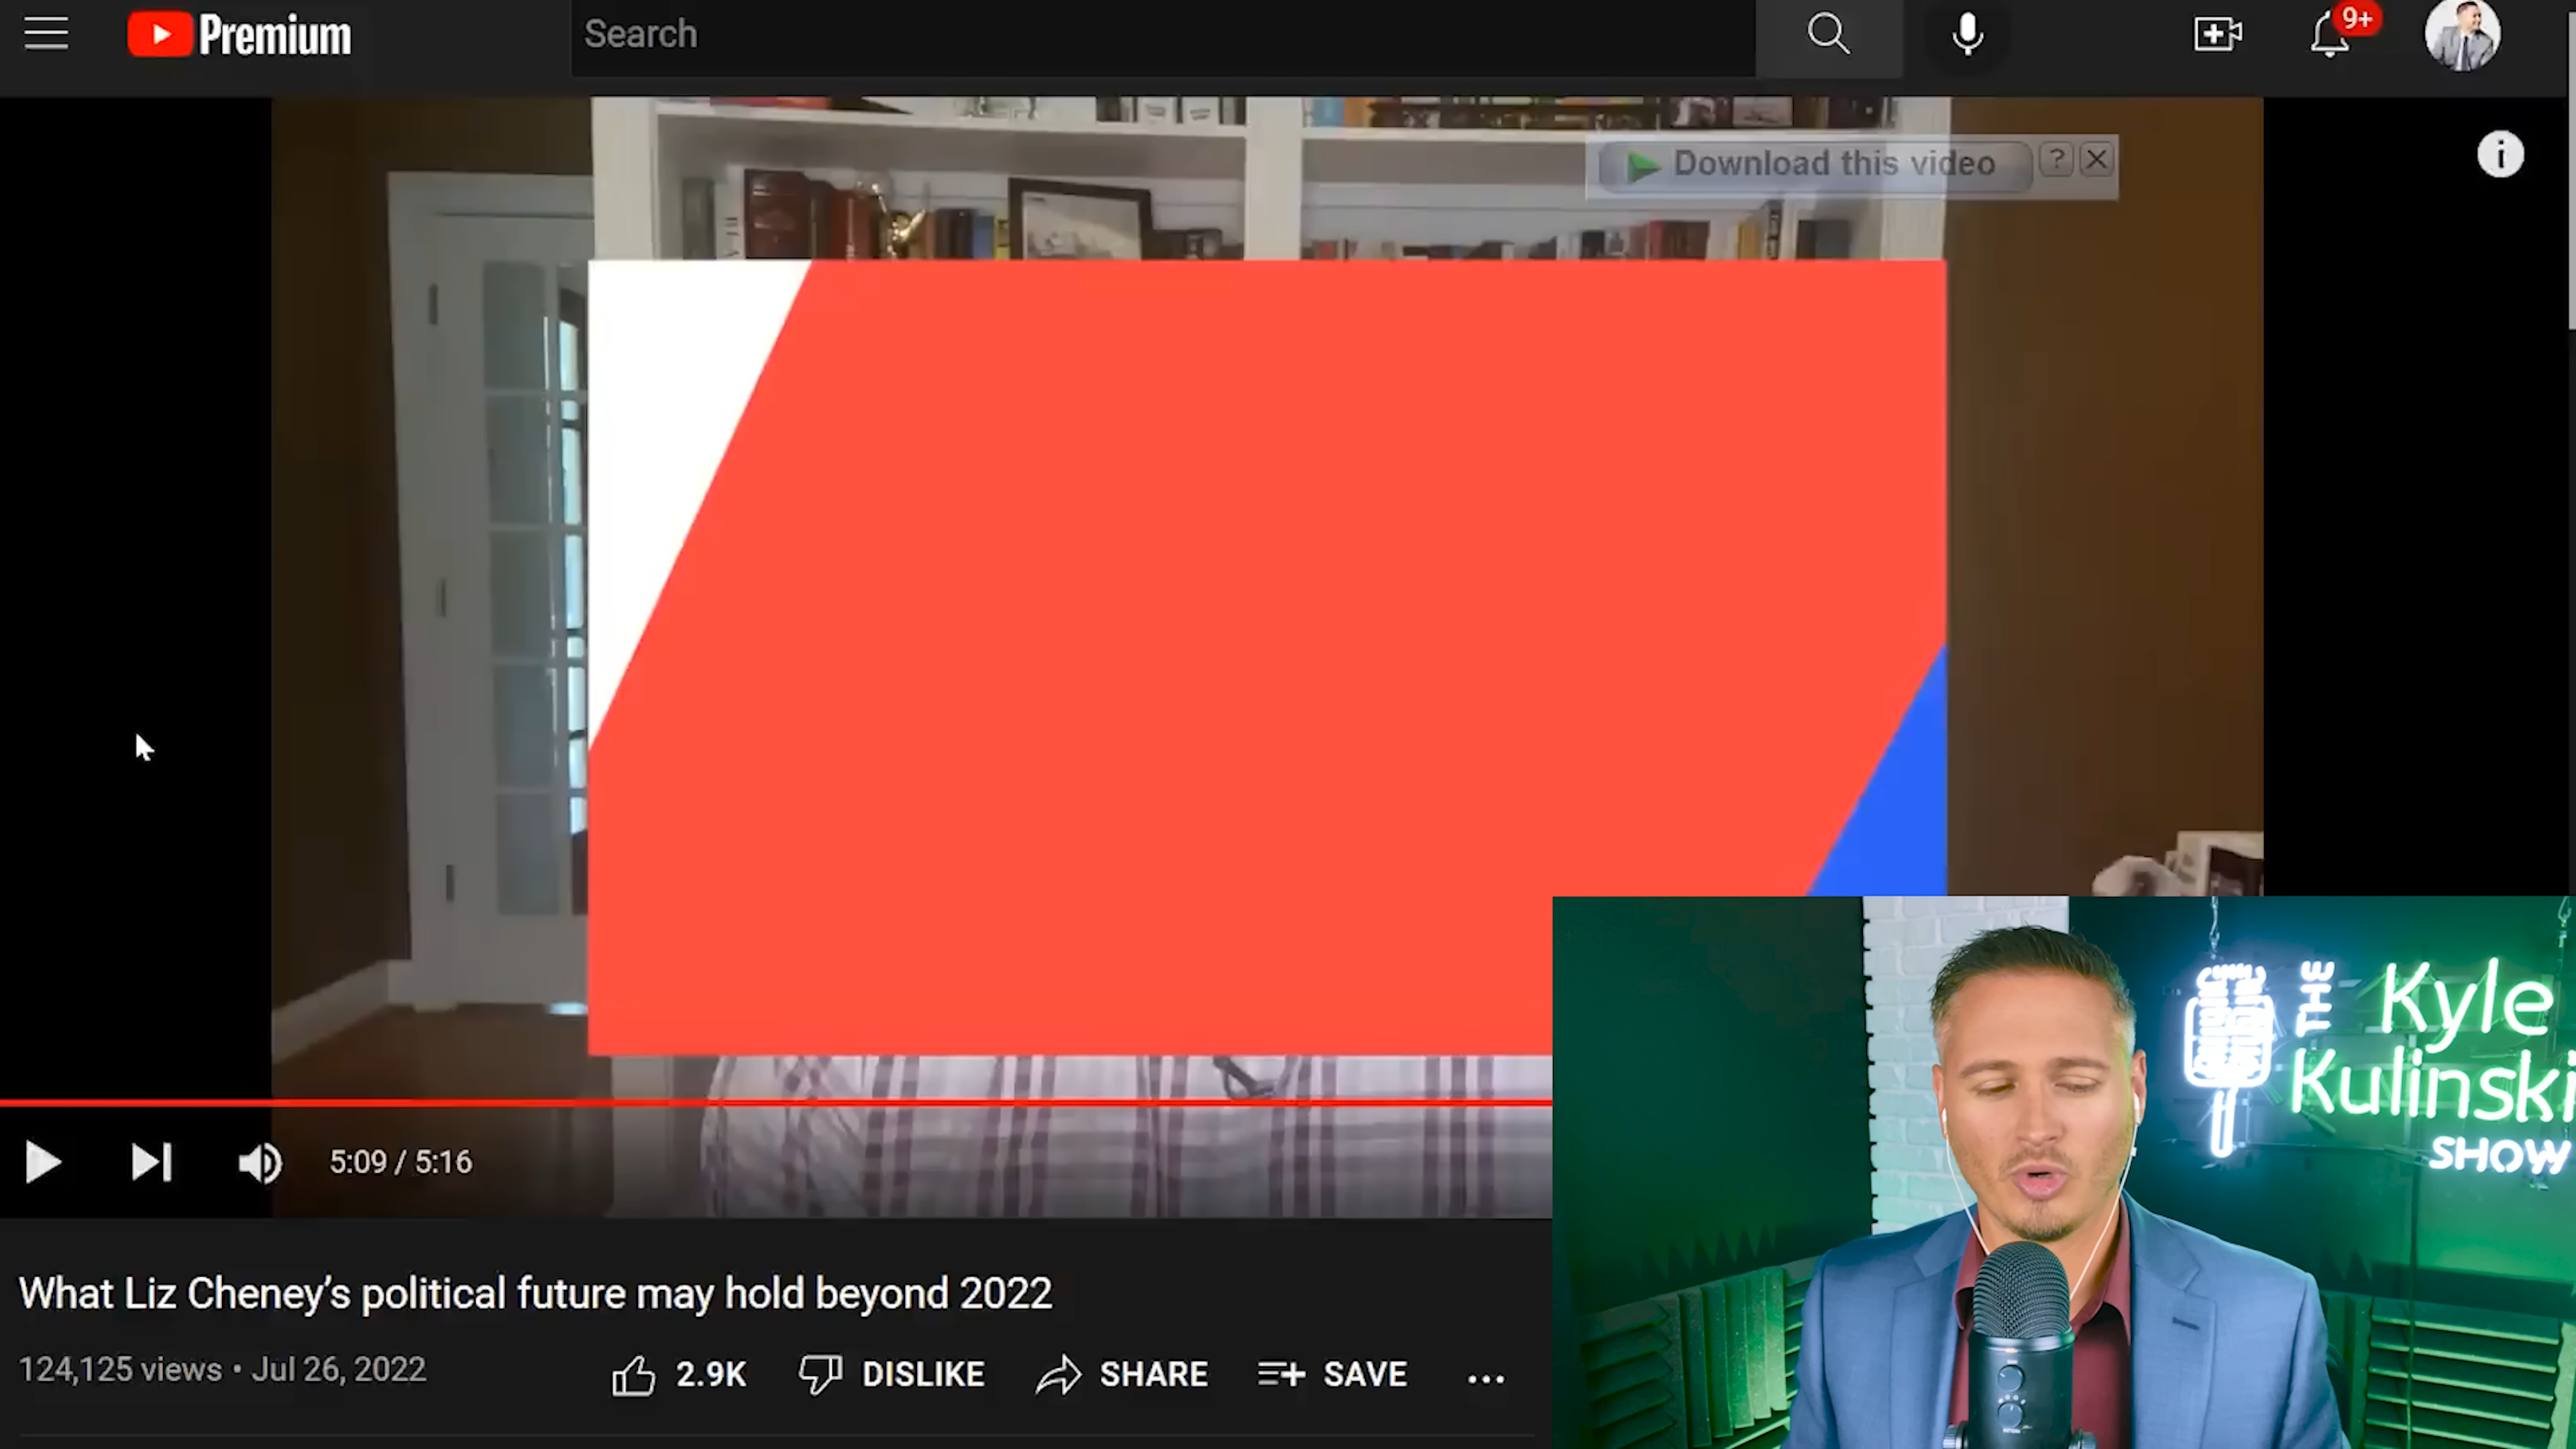 Premium
Search
9+
Download this video ? X
5:09 / 5:16
THE
Kyle
Kulinski
SHOW
What Liz Cheney’s political future may hold beyond 2022
124,125 views • Jul 26, 2022
2.9K DISLIKE SHARE SAVE ...